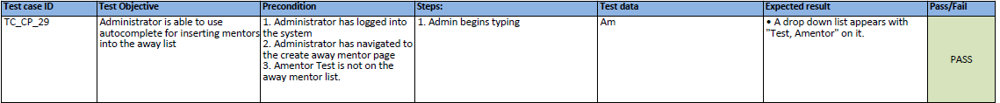 Test case ID Test Objective Precondition Steps: Test data Expected result Pass/Fail
TC_CP_29
Administrator is able to use
autocomplete for inserting mentors
into the away list
1. Administrator has logged into
the system
2. Administrator has navigated to
the create away mentor page
3. Amentor Test is not on the
away mentor list.
1. Admin begins typing
Am
• A drop down list appears with
"Test, Amentor" on it.
PASS